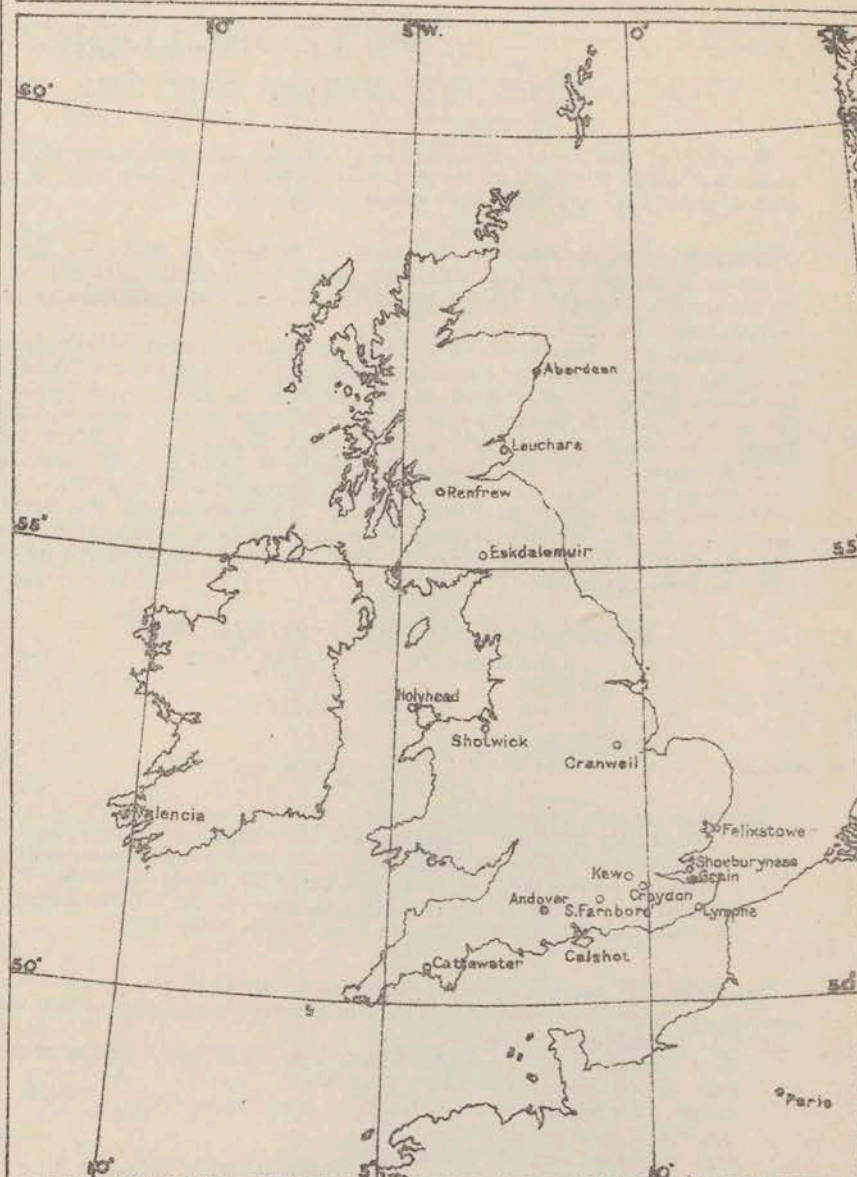 10° 5°W. 0°
60°
Aberdeen
Leuchars
Renfrew
55° 55
Eskdalemuir
Holyhead
Shotwick
Cranwell
Valencia
Felixstowe
Shoeburyness
Kew Grain
Croydon
Andover
S.Farnboro Lympne
Calshot
Cattewater
50° 50°
5
Paris
10° 5° 0°